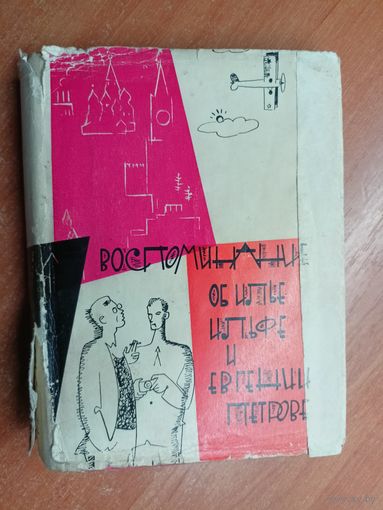 ВОСПОМИНАНИЕ
ОБ ИЛЬЕ
ИЛЬФЕ
И
ЕВГЕНИИ
ПЕТРОВЕ